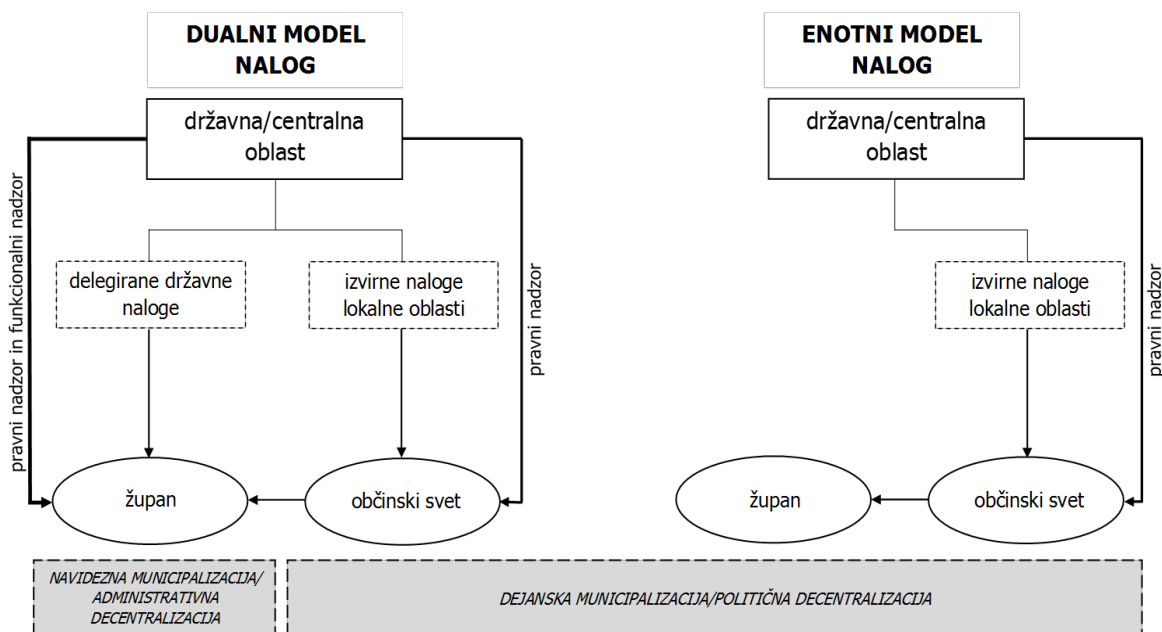 DUALNI MODEL
NALOG
državna/centralna
oblast
pravni nadzor in funkcionalni nadzor
delegirane državne
naloge
izvirne naloge
lokalne oblasti
pravni nadzor
župan
občinski svet
ENOTNI MODEL
NALOG
državna/centralna
oblast
izvirne naloge
lokalne oblasti
pravni nadzor
župan
občinski svet
NAVIDEZNA MUNICIPALIZACIJA/
ADMINISTRATIVNA
DECENTRALIZACIJA
DEJANSKA MUNICIPALIZACIJA/POLITIČNA DECENTRALIZACIJA